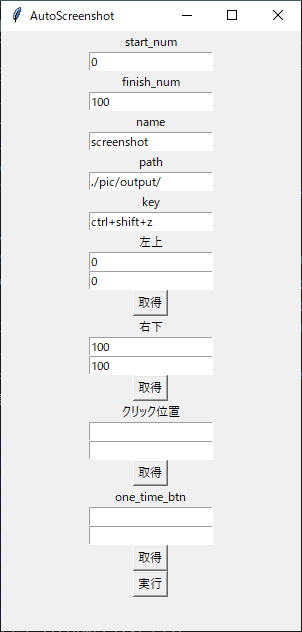 AutoScreenshot
start_num
0
finish_num
100
name
screenshot
path
./pic/output/
key
ctrl+shift+z
左上
0
0
取得
右下
100
100
取得
クリック位置
取得
one_time_btn
取得
実行